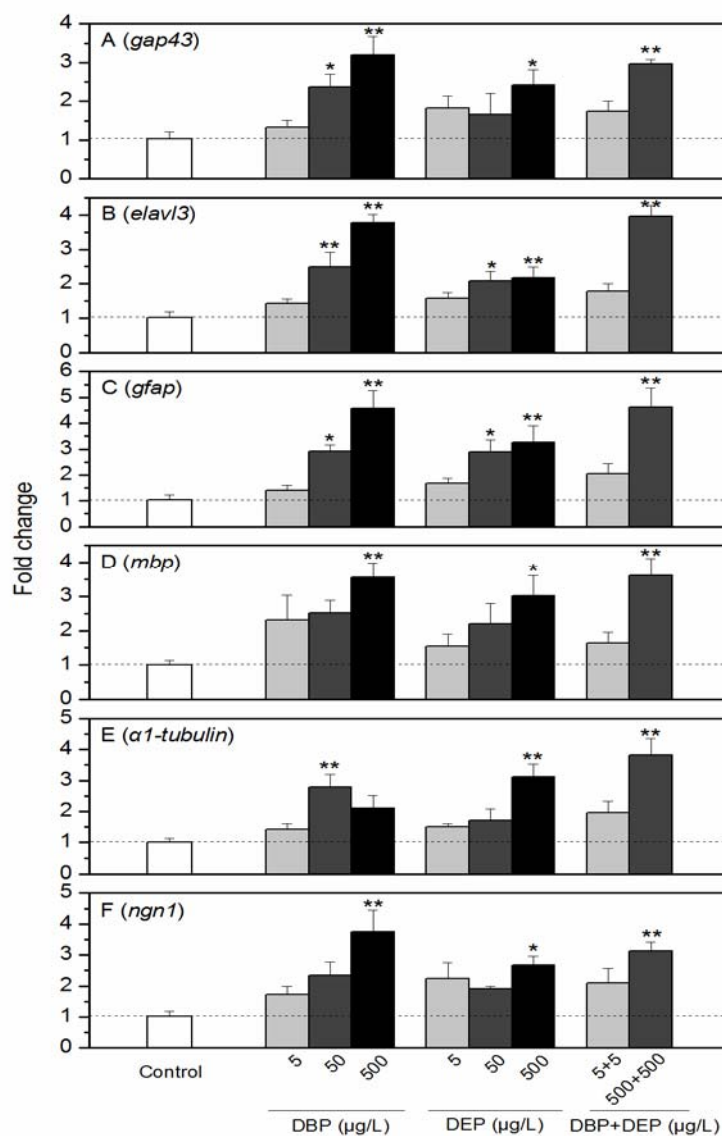 Fold change
A (gap43)
4
3
2
1
0
* ** * **
B (elavl3)
4
3
2
1
0
** ** * ** **
C (gfap)
6
5
4
3
2
1
0
* ** * ** **
D (mbp)
4
3
2
1
0
** * **
E (α1-tubulin)
5
4
3
2
1
0
** ** **
F (ngn1)
5
4
3
2
1
0
** * **
Control
5 50 500 5 50 500 5+5 500+500
DBP (µg/L) DEP (µg/L) DBP+DEP (µg/L)